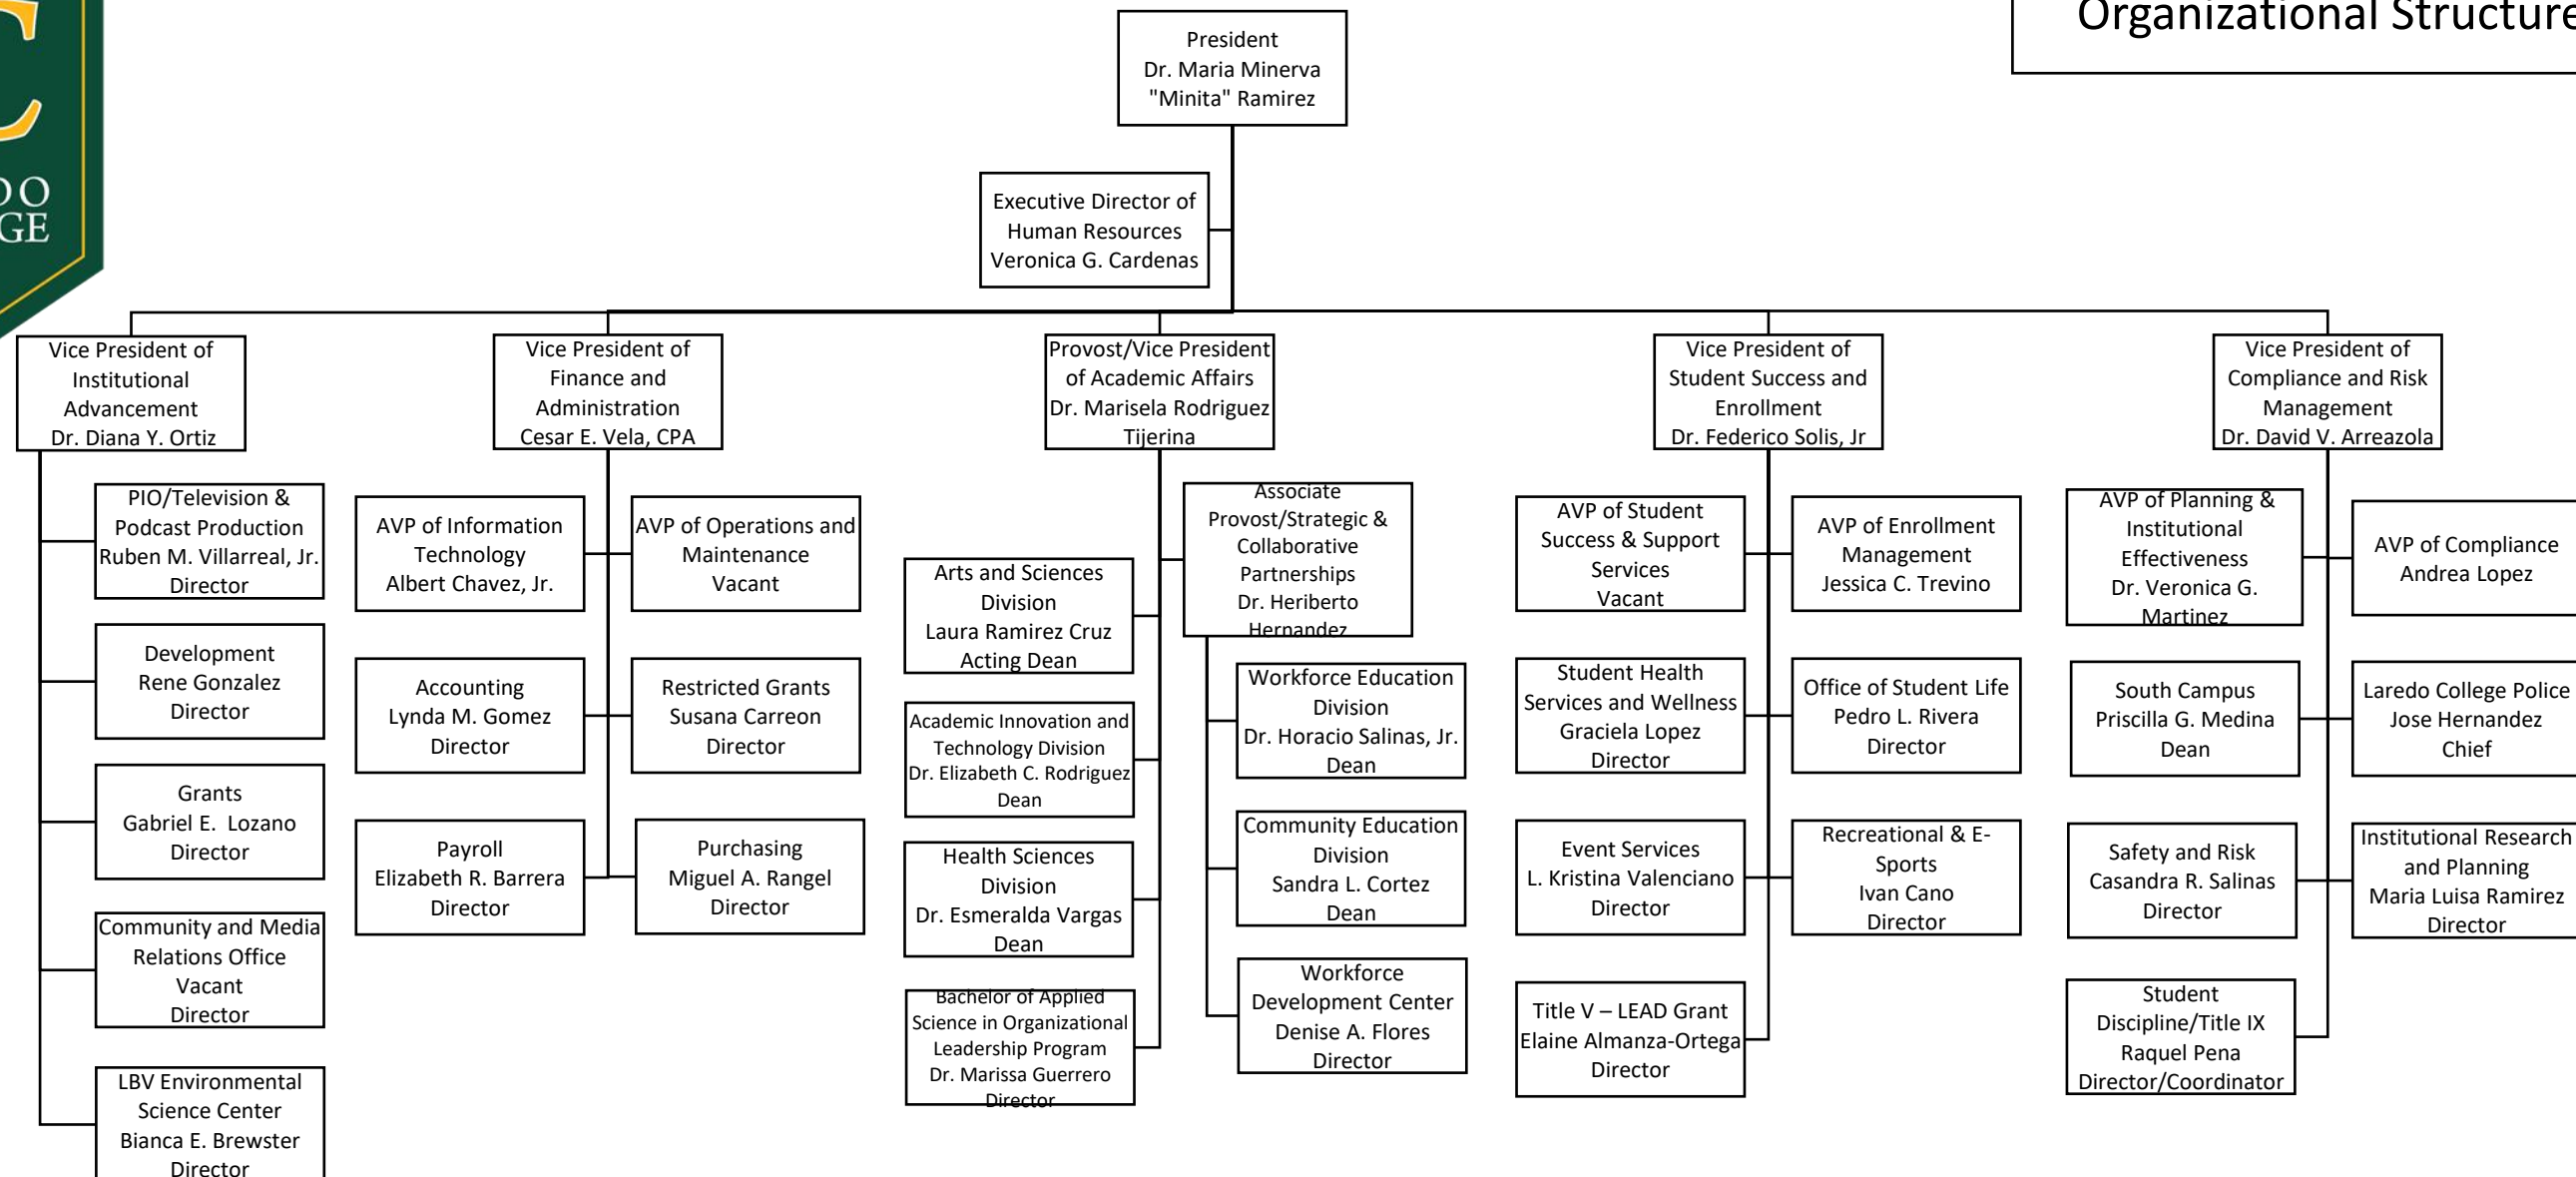 C
DO
GE
Organizational Structure
President
Dr. Maria Minerva
"Minita" Ramirez
Executive Director of
Human Resources
Veronica G. Cardenas
Vice President of
Institutional
Advancement
Dr. Diana Y. Ortiz
Vice President of
Finance and
Administration
Cesar E. Vela, CPA
Provost/Vice President
of Academic Affairs
Dr. Marisela Rodriguez
Tijerina
Vice President of
Student Success and
Enrollment
Dr. Federico Solis, Jr
Vice President of
Compliance and Risk
Management
Dr. David V. Arreazola
PIO/Television &
Podcast Production
Ruben M. Villarreal, Jr.
Director
Development
Rene Gonzalez
Director
Grants
Gabriel E.  Lozano
Director
Community and Media
Relations Office
Vacant
Director
LBV Environmental
Science Center
Bianca E. Brewster
Director
AVP of Information
Technology
Albert Chavez, Jr.
AVP of Operations and
Maintenance
Vacant
Accounting
Lynda M. Gomez
Director
Restricted Grants
Susana Carreon
Director
Payroll
Elizabeth R. Barrera
Director
Purchasing
Miguel A. Rangel
Director
Arts and Sciences
Division
Laura Ramirez Cruz
Acting Dean
Academic Innovation and
Technology Division
Dr. Elizabeth C. Rodriguez
Dean
Health Sciences
Division
Dr. Esmeralda Vargas
Dean
Bachelor of Applied
Science in Organizational
Leadership Program
Dr. Marissa Guerrero
Director
Associate
Provost/Strategic &
Collaborative
Partnerships
Dr. Heriberto
Hernandez
Workforce Education
Division
Dr. Horacio Salinas, Jr.
Dean
Community Education
Division
Sandra L. Cortez
Dean
Workforce
Development Center
Denise A. Flores
Director
AVP of Student
Success & Support
Services
Vacant
AVP of Enrollment
Management
Jessica C. Trevino
Student Health
Services and Wellness
Graciela Lopez
Director
Office of Student Life
Pedro L. Rivera
Director
Event Services
L. Kristina Valenciano
Director
Recreational & E-
Sports
Ivan Cano
Director
Title V – LEAD Grant
Elaine Almanza-Ortega
Director
AVP of Planning &
Institutional
Effectiveness
Dr. Veronica G.
Martinez
AVP of Compliance
Andrea Lopez
South Campus
Priscilla G. Medina
Dean
Laredo College Police
Jose Hernandez
Chief
Safety and Risk
Casandra R. Salinas
Director
Institutional Research
and Planning
Maria Luisa Ramirez
Director
Student
Discipline/Title IX
Raquel Pena
Director/Coordinator